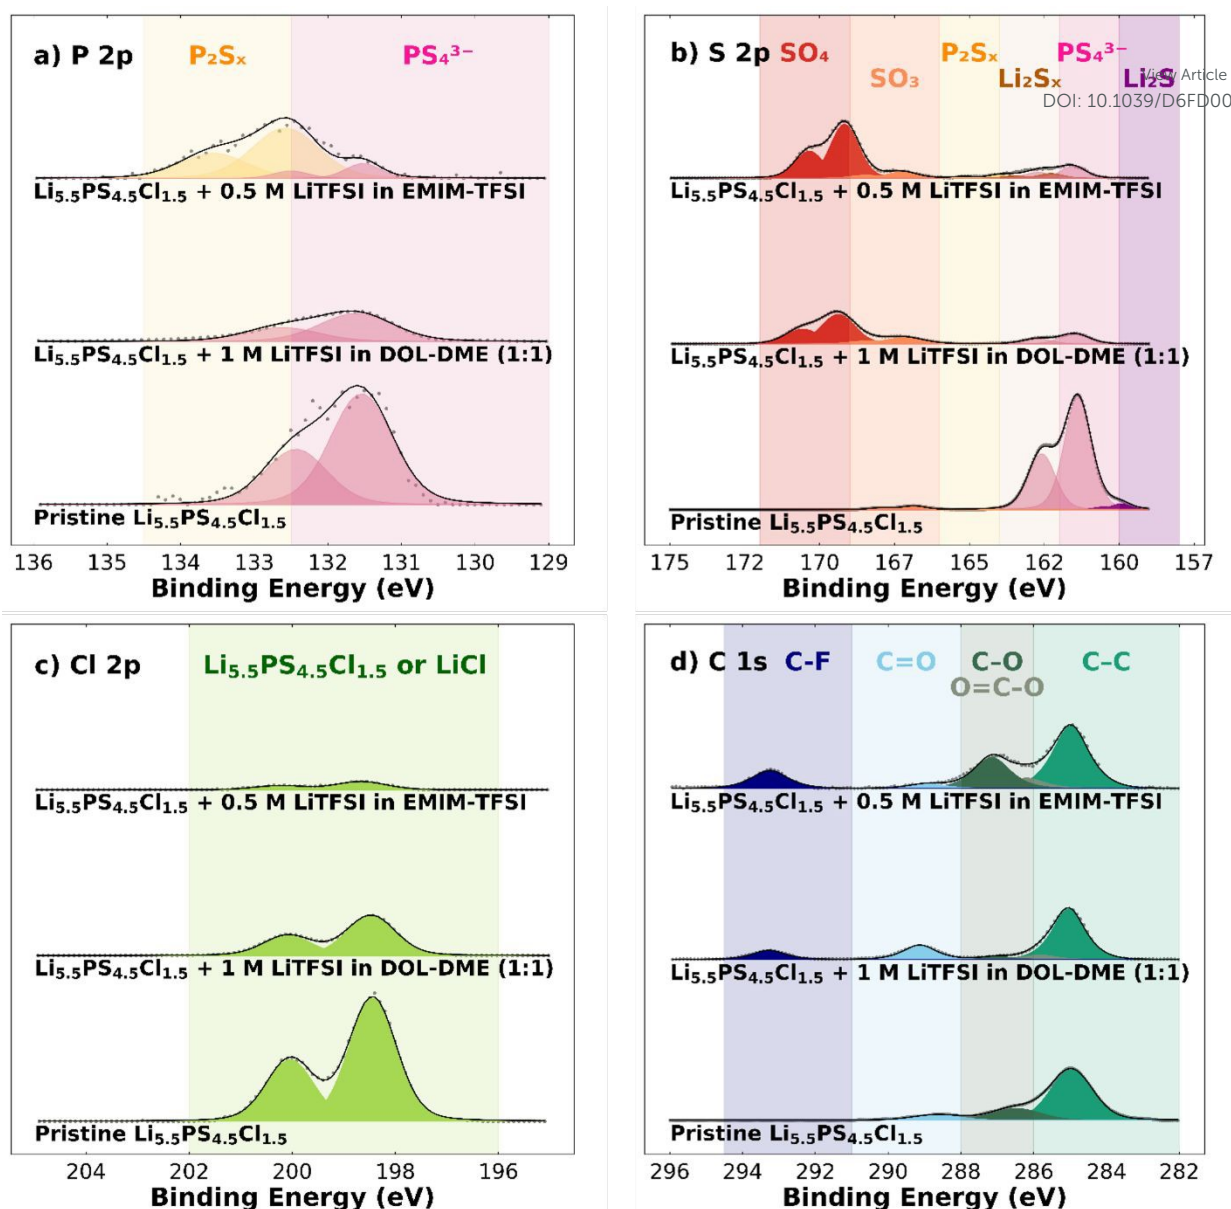 a) P 2p P₂Sₓ PS₄³⁻
Li₅.₅PS₄.₅Cl₁.₅ + 0.5 M LiTFSI in EMIM-TFSI
Li₅.₅PS₄.₅Cl₁.₅ + 1 M LiTFSI in DOL-DME (1:1)
Pristine Li₅.₅PS₄.₅Cl₁.₅
136 135 134 133 132 131 130 129
Binding Energy (eV)
b) S 2p SO₄ P₂Sₓ PS₄³⁻
SO₃ Li₂Sₓ Li₂S
View Article
DOI: 10.1039/D6FD00
Li₅.₅PS₄.₅Cl₁.₅ + 0.5 M LiTFSI in EMIM-TFSI
Li₅.₅PS₄.₅Cl₁.₅ + 1 M LiTFSI in DOL-DME (1:1)
Pristine Li₅.₅PS₄.₅Cl₁.₅
175 172 170 167 165 162 160 157
Binding Energy (eV)
c) Cl 2p Li₅.₅PS₄.₅Cl₁.₅ or LiCl
Li₅.₅PS₄.₅Cl₁.₅ + 0.5 M LiTFSI in EMIM-TFSI
Li₅.₅PS₄.₅Cl₁.₅ + 1 M LiTFSI in DOL-DME (1:1)
Pristine Li₅.₅PS₄.₅Cl₁.₅
204 202 200 198 196
Binding Energy (eV)
d) C 1s C-F C=O C–O C–C
O=C–O
Li₅.₅PS₄.₅Cl₁.₅ + 0.5 M LiTFSI in EMIM-TFSI
Li₅.₅PS₄.₅Cl₁.₅ + 1 M LiTFSI in DOL-DME (1:1)
Pristine Li₅.₅PS₄.₅Cl₁.₅
296 294 292 290 288 286 284 282
Binding Energy (eV)